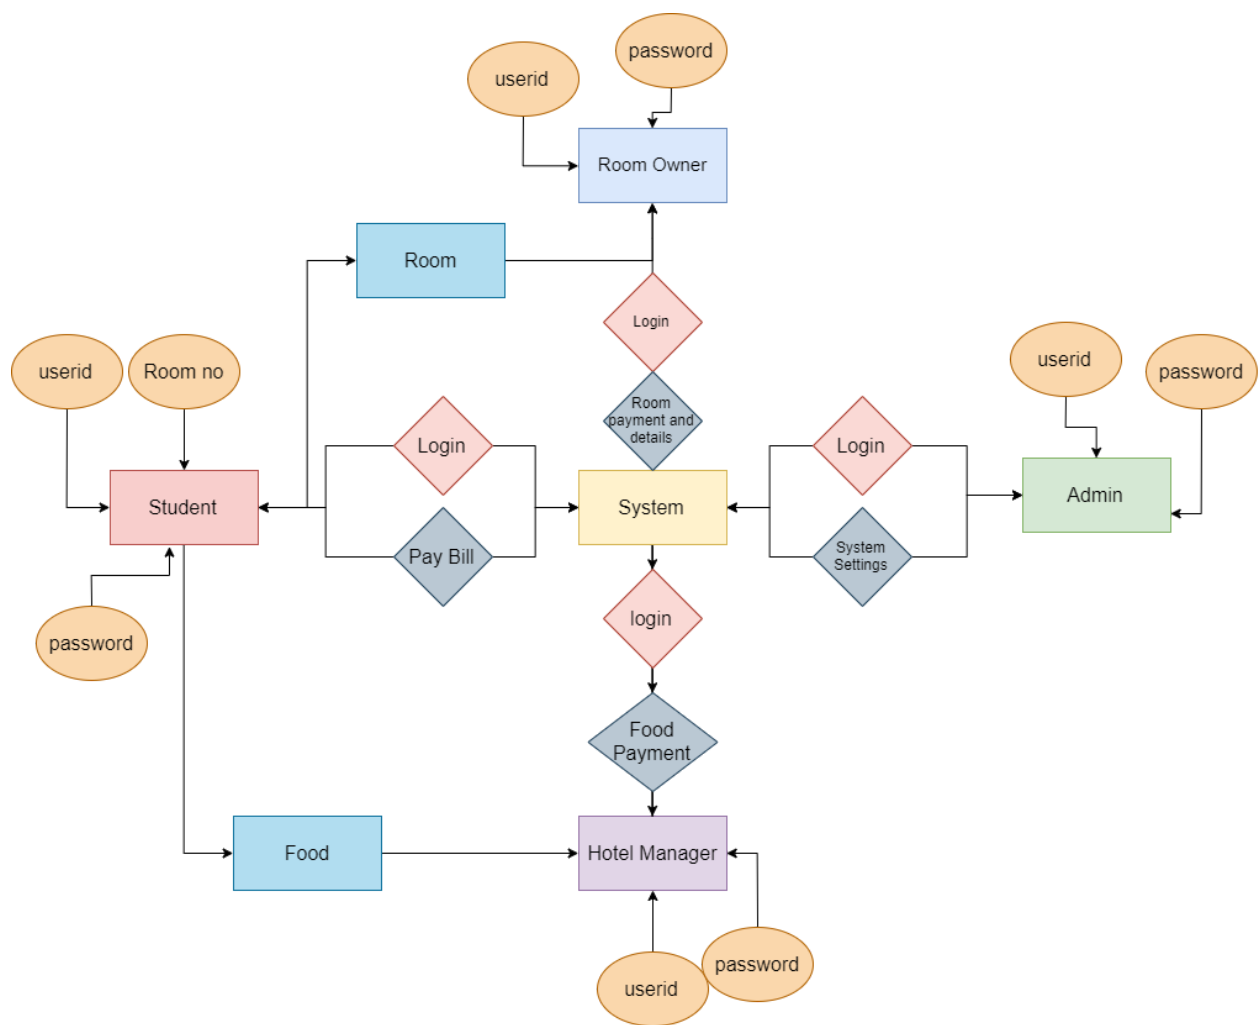 password
userid
Room Owner
Room
Login
userid
Room no
userid
password
Room
payment and
details
Login
Login
Student
System
Admin
Pay Bill
System
Settings
login
password
Food
Payment
Food
Hotel Manager
password
userid